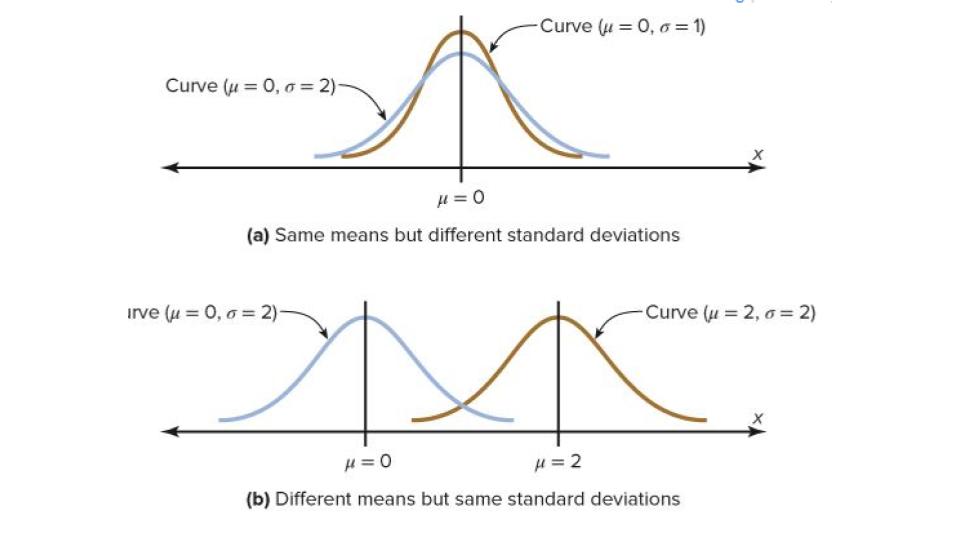 Curve (μ = 0, σ = 1)
Curve (μ = 0, σ = 2)
x
μ = 0
(a) Same means but different standard deviations
urve (μ = 0, σ = 2)
Curve (μ = 2, σ = 2)
x
μ = 0
μ = 2
(b) Different means but same standard deviations